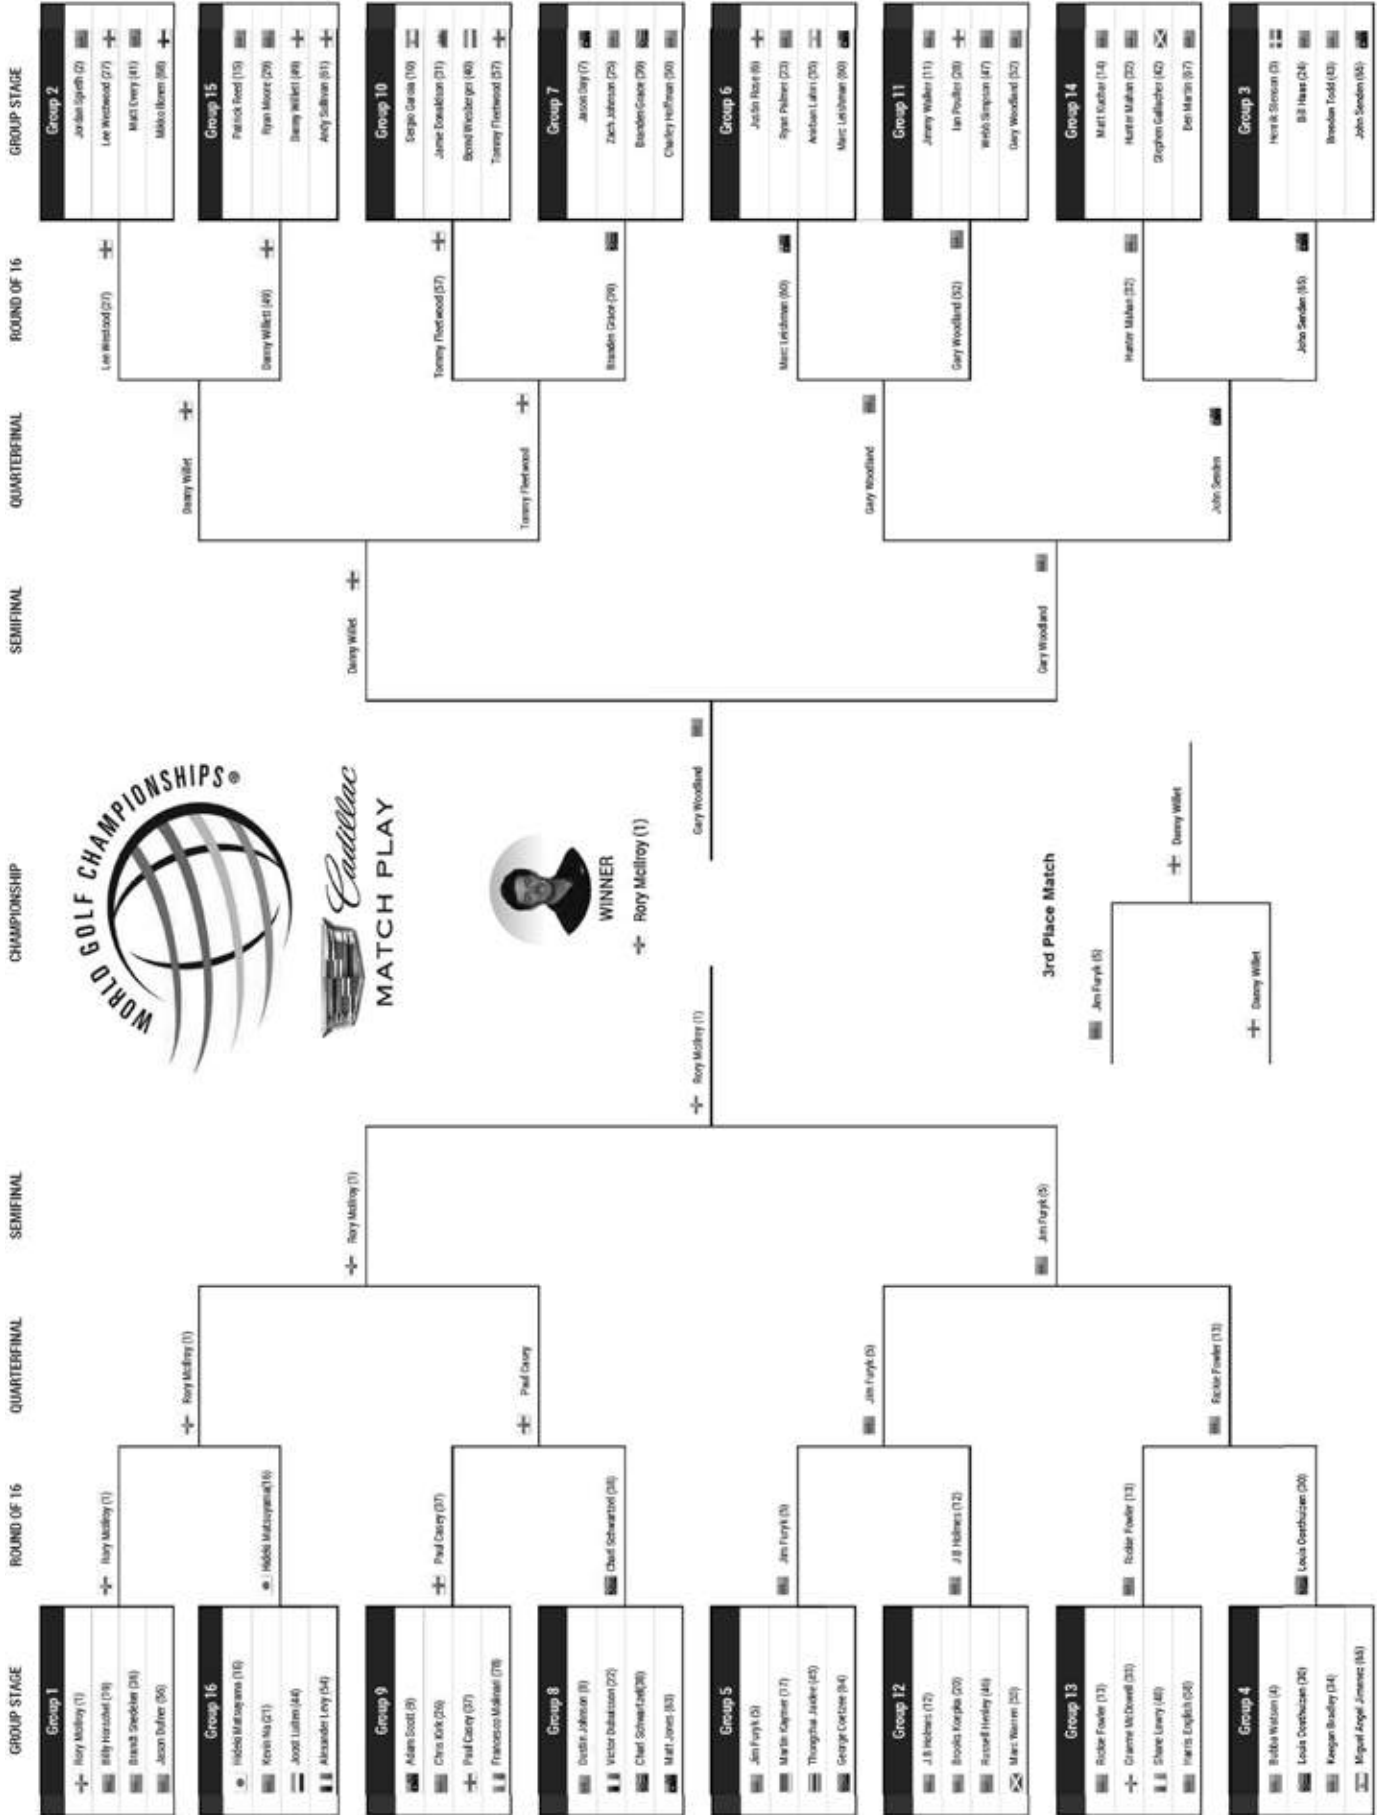 GROUP STAGE
ROUND OF 16
QUARTERFINAL
SEMIFINAL
CHAMPIONSHIP
SEMIFINAL
QUARTERFINAL
ROUND OF 16
GROUP STAGE
Group 1
Rory McIlroy (1)
Billy Horschel (19)
Brandt Snedeker (36)
Jason Dufner (56)
Group 16
Hideki Matsuyama (16)
Kevin Na (21)
Joost Luiten (44)
Alexander Levy (54)
Group 9
Adam Scott (9)
Chris Kirk (26)
Paul Casey (37)
Francesco Molinari (78)
Group 8
Dustin Johnson (8)
Victor Dubuisson (22)
Charl Schwartzel(38)
Matt Jones (63)
Group 5
Jim Furyk (5)
Martin Kaymer (17)
Thongchai Jaidee (45)
George Coetzee (64)
Group 12
J B Holmes (12)
Brooks Koepka (20)
Russell Henley (46)
Marc Warren (50)
Group 13
Rickie Fowler (13)
Graeme McDowell (33)
Shane Lowry (48)
Harris English (58)
Group 4
Bubba Watson (4)
Louis Oosthuizen (30)
Keegan Bradley (34)
Miguel Angel Jimenez (55)
Rory McIlroy (1)
Hideki Matsuyama(16)
Paul Casey (37)
Charl Schwartzel (38)
Jim Furyk (5)
J B Holmes (12)
Rickie Fowler (13)
Louis Oosthuizen (30)
Rory McIlroy (1)
Paul Casey
Jim Furyk (5)
Rickie Fowler (13)
Rory McIlroy (1)
Jim Furyk (5)
Rory McIlroy (1)
WORLD GOLF CHAMPIONSHIPS®
Cadillac
MATCH PLAY
WINNER
Rory McIlroy (1)
3rd Place Match
Jim Furyk (5)
Danny Willet
Danny Willet
Gary Woodland
Danny Willet
Gary Woodland
Danny Willet
Tommy Fleetwood
Gary Woodland
John Senden
Lee Westood (27)
Danny Willett (49)
Tommy Fleetwood (57)
Branden Grace (39)
Marc Leishman (60)
Gary Woodland (52)
Hunter Mahan (32)
John Senden (65)
Group 2
Jordan Spieth (2)
Lee Westwood (27)
Matt Every (41)
Mikko Ilonen (68)
Group 15
Patrick Reed (15)
Ryan Moore (29)
Danny Willett (49)
Andy Sullivan (61)
Group 10
Sergio Garcia (10)
Jamie Donaldson (31)
Bernd Wiesberger (40)
Tommy Fleetwood (57)
Group 7
Jason Day (7)
Zach Johnson (25)
Branden Grace (39)
Charley Hoffman (50)
Group 6
Justin Rose (6)
Ryan Palmer (23)
Anirban Lahiri (35)
Marc Leishman (60)
Group 11
Jimmy Walker (11)
Ian Poulter (28)
Webb Simpson (47)
Gary Woodland (52)
Group 14
Matt Kuchar (14)
Hunter Mahan (32)
Stephen Gallacher (42)
Ben Martin (67)
Group 3
Henrik Stenson (3)
Bill Haas (24)
Brendon Todd (43)
John Senden (65)